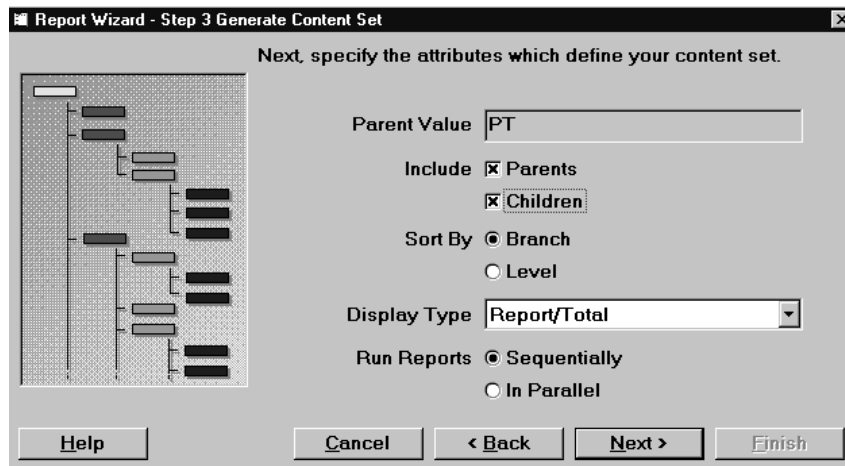 Report Wizard - Step 3 Generate Content Set
Next, specify the attributes which define your content set.
Parent Value PT
Include Parents
Children
Sort By Branch
Level
Display Type Report/Total
Run Reports Sequentially
In Parallel
Help Cancel < Back Next > Finish